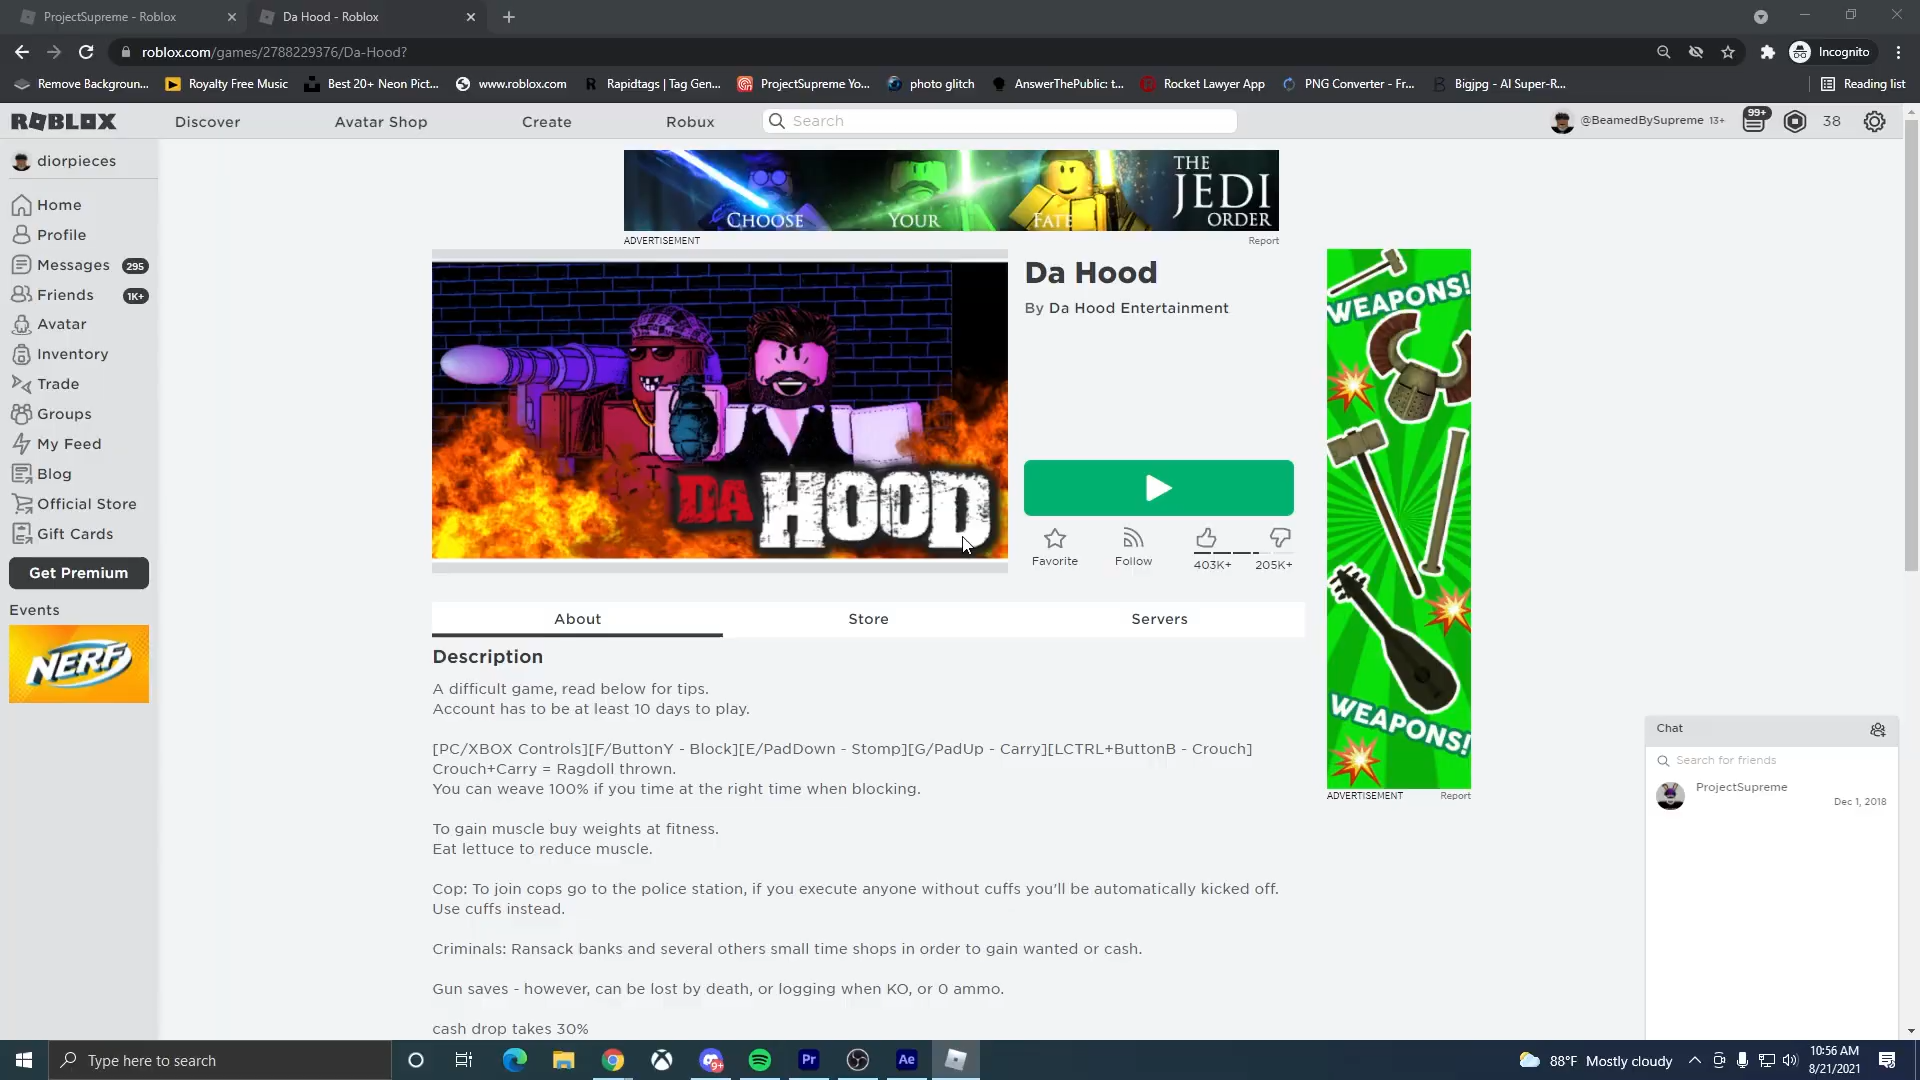 ProjectSupreme - Roblox
Da Hood - Roblox
roblox.com/games/2788229376/Da-Hood?
Incognito
Remove Backgroun...
Royalty Free Music
Best 20+ Neon Pict...
www.roblox.com
Rapidtags | Tag Gen...
ProjectSupreme Yo...
photo glitch
AnswerThePublic: t...
Rocket Lawyer App
PNG Converter - Fr...
Bigjpg - AI Super-R...
Reading list
ROBLOX
Discover
Avatar Shop
Create
Robux
Search
@BeamedBySupreme 13+
99+
38
diorpieces
Home
Profile
Messages 295
Friends 1K+
Avatar
Inventory
Trade
Groups
My Feed
Blog
Official Store
Gift Cards
Get Premium
Events
NERF
CHOOSE YOUR FATE
THE
JEDI
ORDER
ADVERTISEMENT
Report
DA HOOD
Da Hood
By Da Hood Entertainment
Favorite
Follow
403K+
205K+
WEAPONS!
WEAPONS!
ADVERTISEMENT
Report
About
Store
Servers
Description
A difficult game, read below for tips.
Account has to be at least 10 days to play.
[PC/XBOX Controls][F/ButtonY - Block][E/PadDown - Stomp][G/PadUp - Carry][LCTRL+ButtonB - Crouch]
Crouch+Carry = Ragdoll thrown.
You can weave 100% if you time at the right time when blocking.
To gain muscle buy weights at fitness.
Eat lettuce to reduce muscle.
Cop: To join cops go to the police station, if you execute anyone without cuffs you'll be automatically kicked off.
Use cuffs instead.
Criminals: Ransack banks and several others small time shops in order to gain wanted or cash.
Gun saves - however, can be lost by death, or logging when KO, or 0 ammo.
cash drop takes 30%
Chat
Search for friends
ProjectSupreme
Dec 1, 2018
Type here to search
9+
Pr
Ae
88°F Mostly cloudy
10:56 AM
8/21/2021